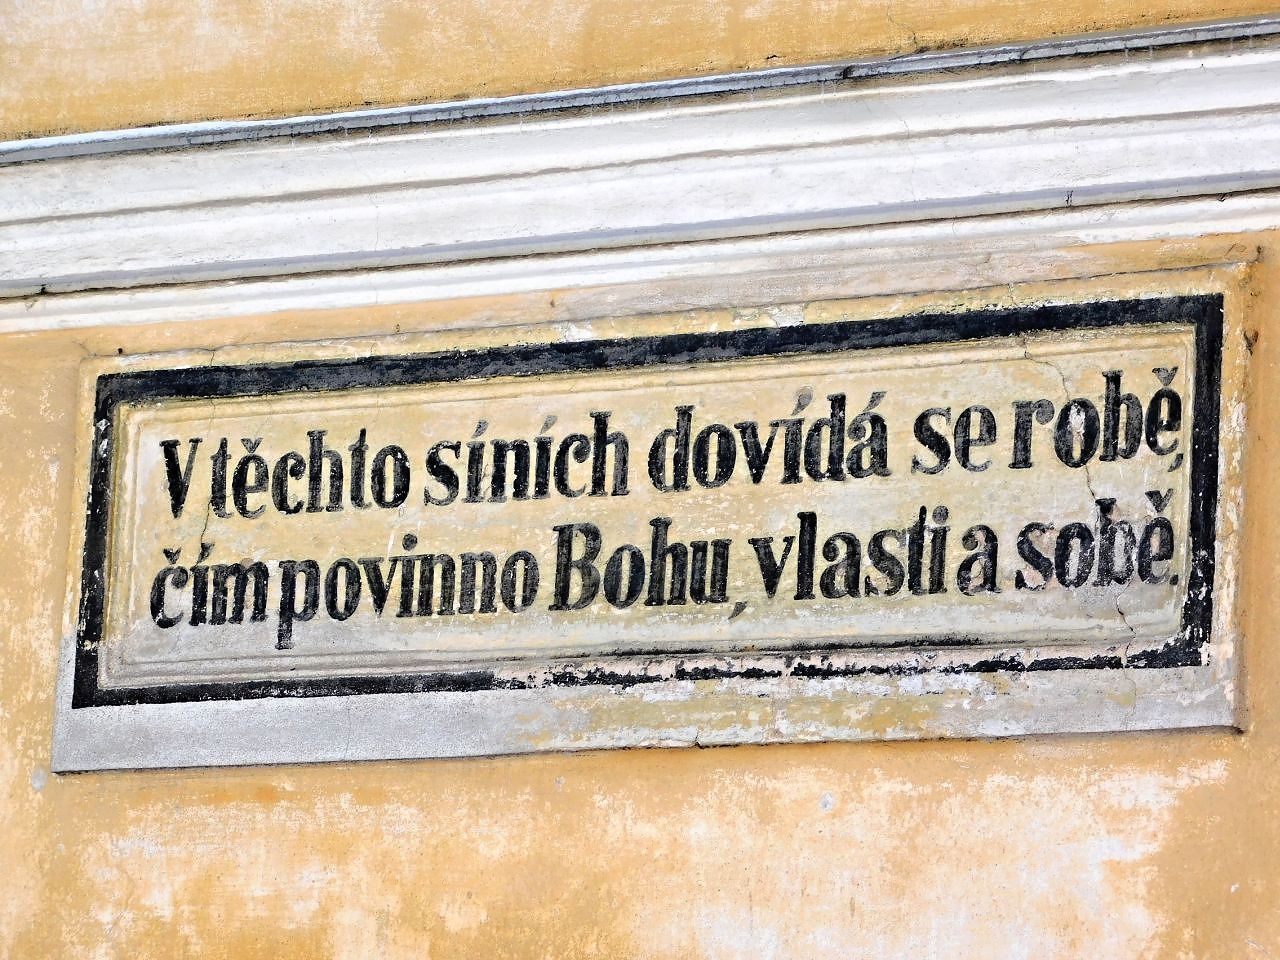 V těchto síních dovídá se robě,
čím povinno Bohu, vlasti a sobě.